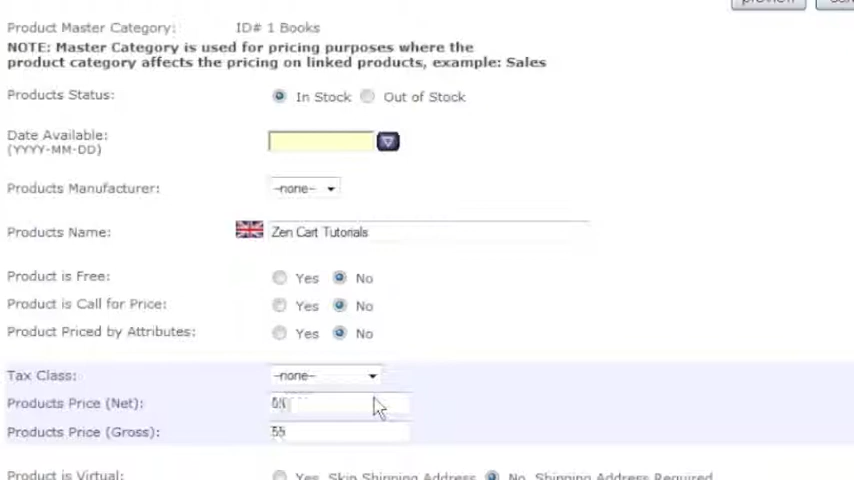 Product Master Category: ID# 1 Books
NOTE: Master Category is used for pricing purposes where the
product category affects the pricing on linked products, example: Sales
Products Status: In Stock Out of Stock
Date Available:
(YYYY-MM-DD)
Products Manufacturer: --none--
Products Name: Zen Cart Tutorials
Product is Free: Yes No
Product is Call for Price: Yes No
Product Priced by Attributes: Yes No
Tax Class: --none--
Products Price (Net):
Products Price (Gross): 55
Product is Virtual: Yes, Skip Shipping Address No, Shipping Address Required